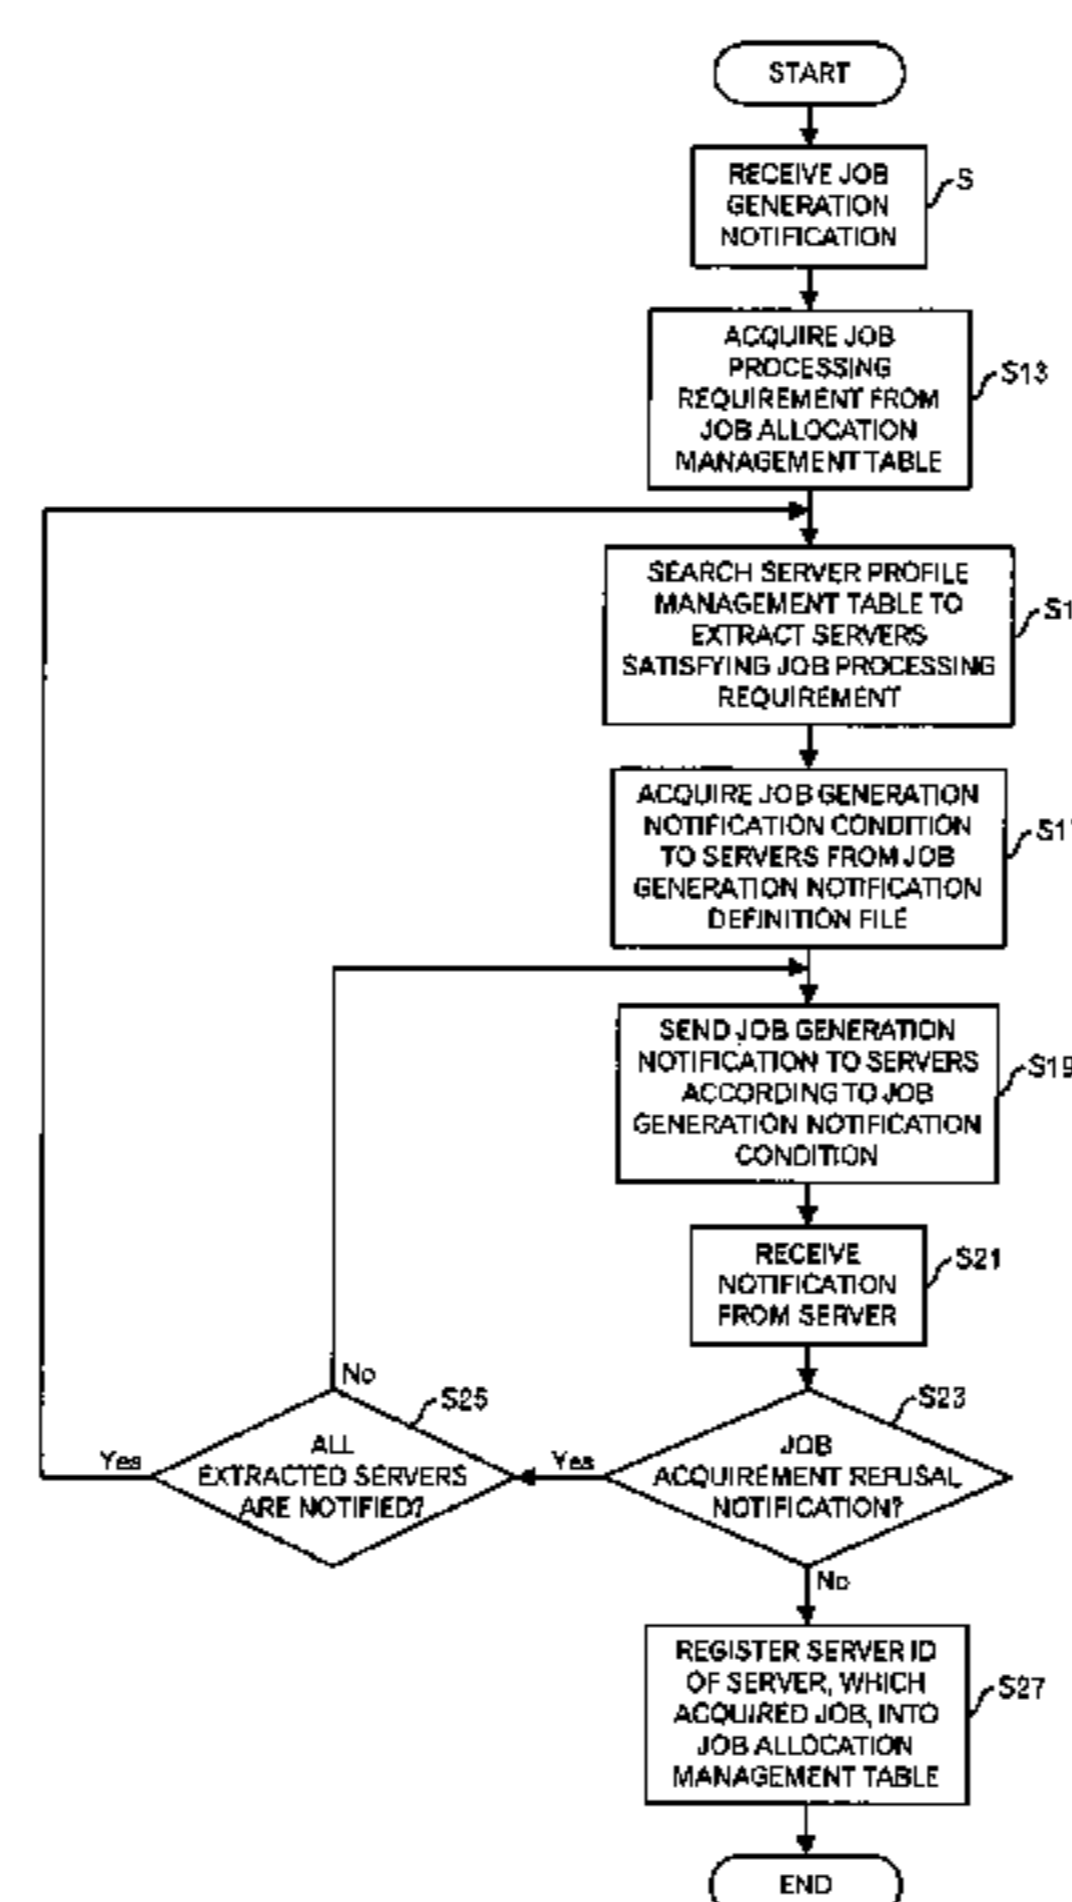 START
RECEIVE JOB
GENERATION
NOTIFICATION
S
ACQUIRE JOB
PROCESSING
REQUIREMENT FROM
JOB ALLOCATION
MANAGEMENT TABLE
S13
SEARCH SERVER PROFILE
MANAGEMENT TABLE TO
EXTRACT SERVERS
SATISFYING JOB PROCESSING
REQUIREMENT
S1
ACQUIRE JOB GENERATION
NOTIFICATION CONDITION
TO SERVERS FROM JOB
GENERATION NOTIFICATION
DEFINITION FILE
SEND JOB GENERATION
NOTIFICATION TO SERVERS
ACCORDING TO JOB
GENERATION NOTIFICATION
CONDITION
S19
RECEIVE
NOTIFICATION
FROM SERVER
S21
JOB
ACQUIREMENT REFUSAL
NOTIFICATION?
S23
Yes
No
ALL
EXTRACTED SERVERS
ARE NOTIFIED?
S25
No
Yes
REGISTER SERVER ID
OF SERVER, WHICH
ACQUIRED JOB, INTO
JOB ALLOCATION
MANAGEMENT TABLE
S27
END